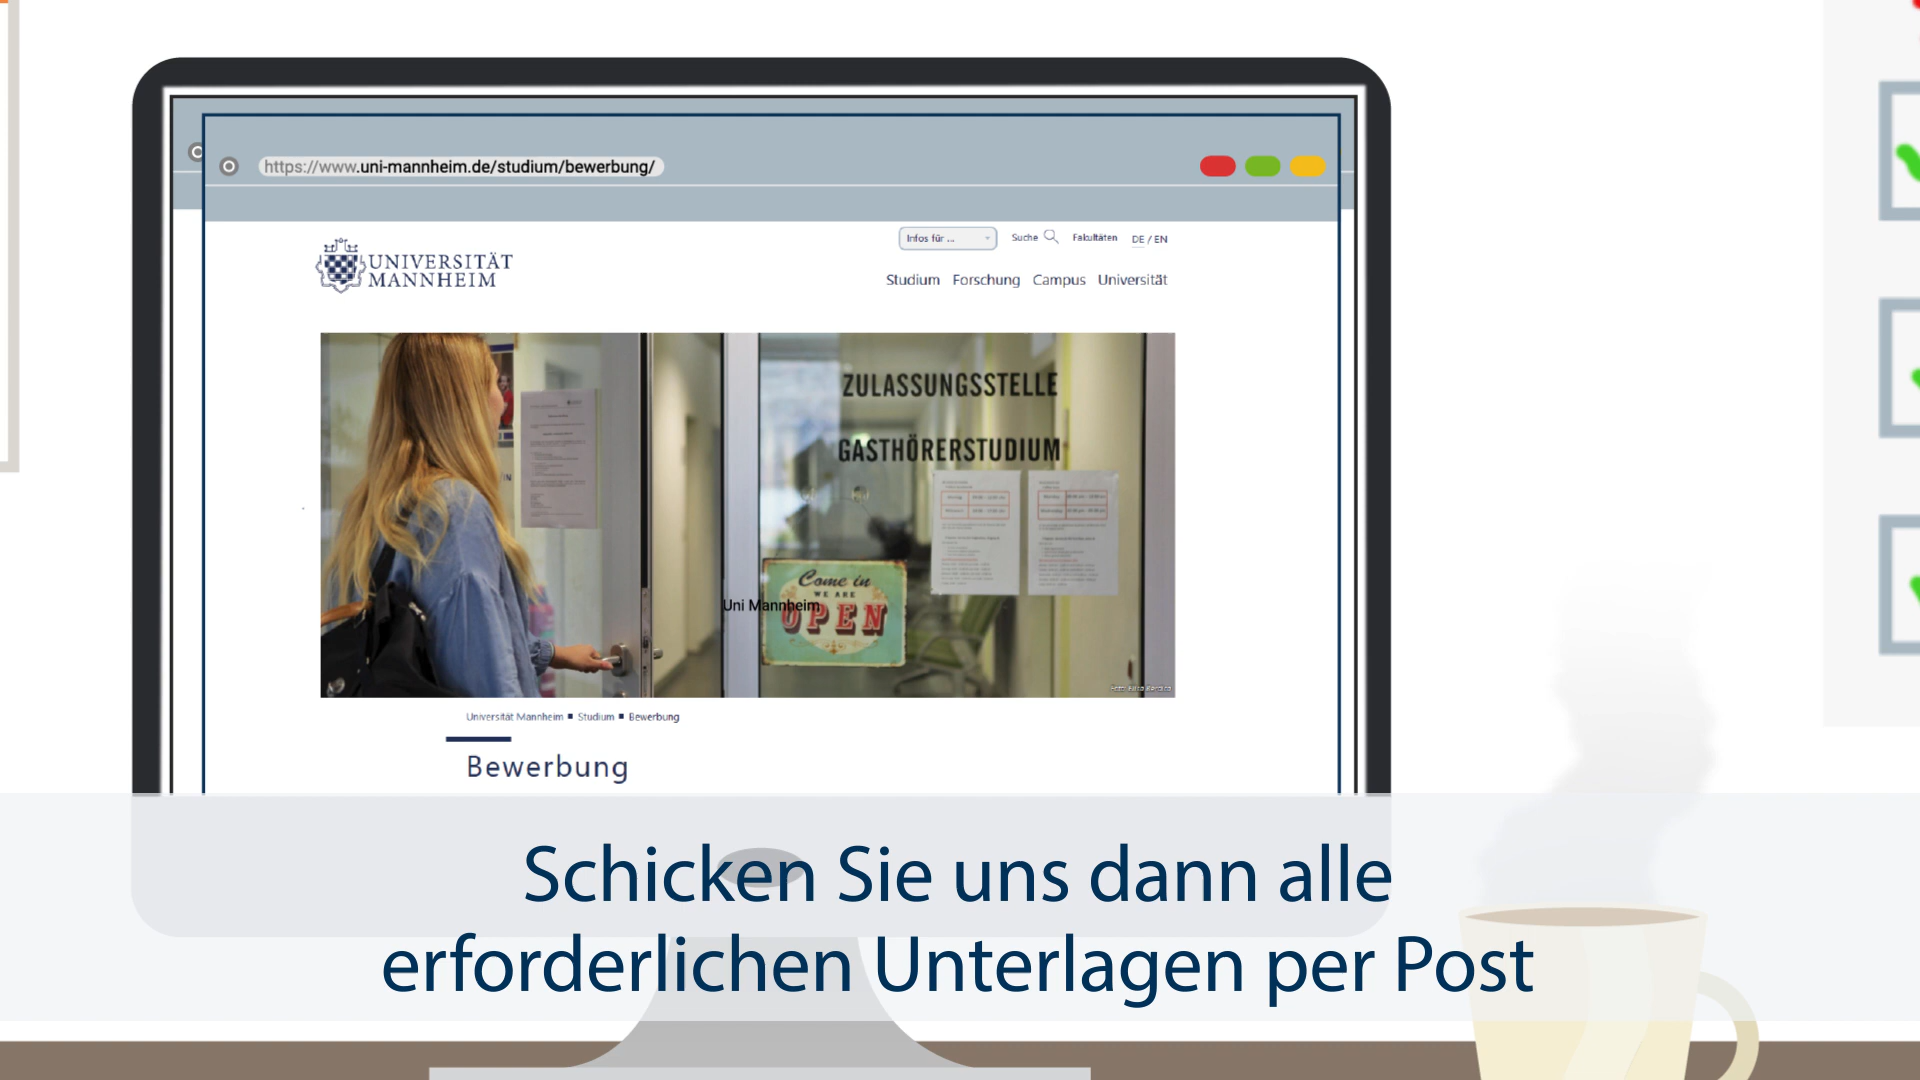 https://www.uni-mannheim.de/studium/bewerbung/
Infos für ...
Suche
Fakultäten
DE / EN
UNIVERSITÄT
MANNHEIM
Studium Forschung Campus Universität
ZULASSUNGSSTELLE
GASTHÖRERSTUDIUM
Come in
WE ARE
OPEN
Uni Mannheim
Universität Mannheim ▪ Studium ▪ Bewerbung
Bewerbung
Schicken Sie uns dann alle
erforderlichen Unterlagen per Post